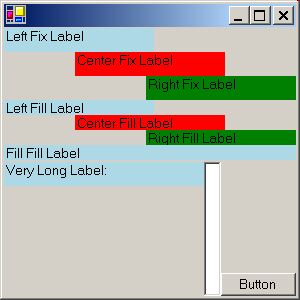 Left Fix Label
Center Fix Label
Right Fix Label
Left Fill Label
Center Fill Label
Right Fill Label
Fill Fill Label
Very Long Label:
Button